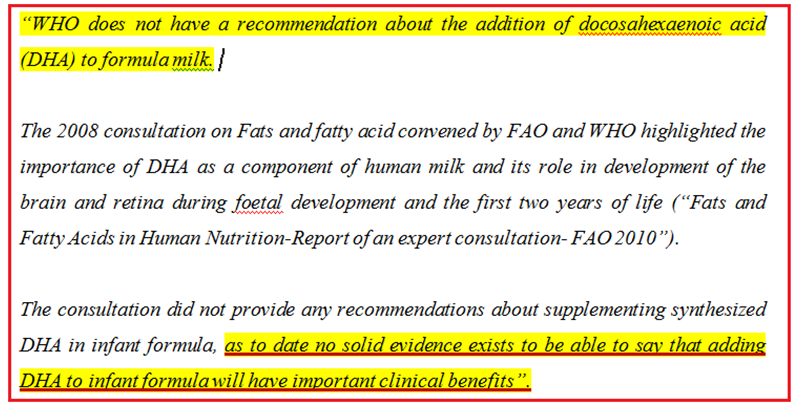 “WHO does not have a recommendation about the addition of docosahexaenoic acid
(DHA) to formula milk.
The 2008 consultation on Fats and fatty acid convened by FAO and WHO highlighted the
importance of DHA as a component of human milk and its role in development of the
brain and retina during foetal development and the first two years of life (“Fats and
Fatty Acids in Human Nutrition-Report of an expert consultation- FAO 2010”).
The consultation did not provide any recommendations about supplementing synthesized
DHA in infant formula, as to date no solid evidence exists to be able to say that adding
DHA to infant formula will have important clinical benefits”.